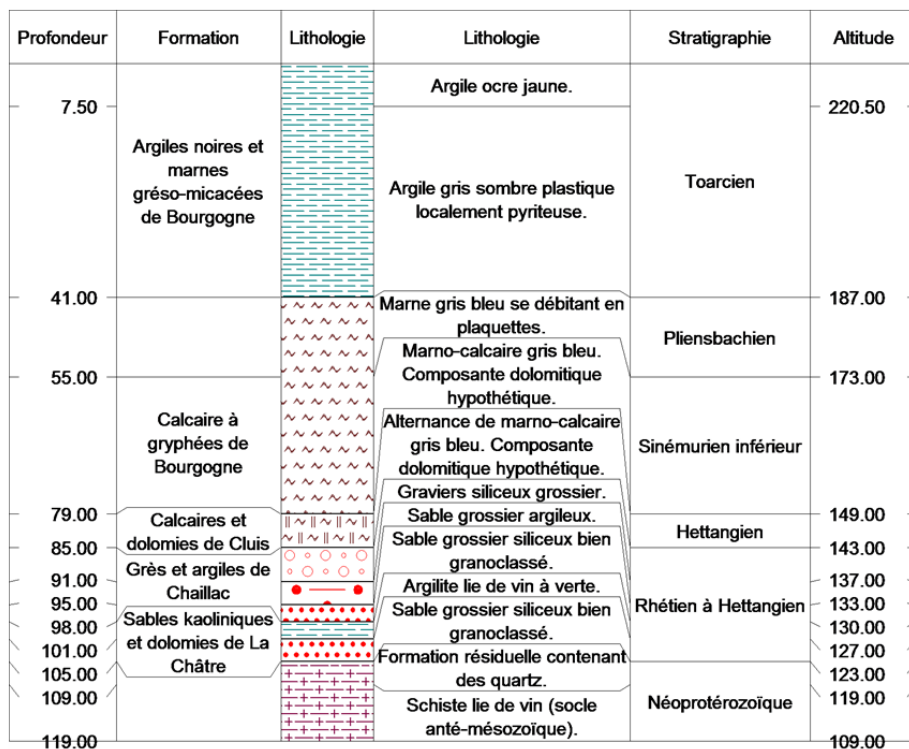 Profondeur Formation Lithologie Lithologie Stratigraphie Altitude
Argile ocre jaune.
7.50 220.50
Argiles noires et
marnes
gréso-micacées
de Bourgogne
Argile gris sombre plastique
localement pyriteuse.
Toarcien
41.00 187.00
Marne gris bleu se débitant en
plaquettes.
Pliensbachien
Marno-calcaire gris bleu.
Composante dolomitique
hypothétique.
55.00 173.00
Calcaire à
gryphées de
Bourgogne
Alternance de marno-calcaire
gris bleu. Composante
dolomitique hypothétique.
Sinémurien inférieur
Graviers siliceux grossier.
79.00 149.00
Calcaires et
dolomies de Cluis
Sable grossier argileux.
Hettangien
85.00 143.00
Sable grossier siliceux bien
granoclassé.
Grès et argiles de
Chaillac
91.00 137.00
Argilite lie de vin à verte.
95.00 133.00
Rhétien à Hettangien
Sables kaoliniques
et dolomies de La
Châtre
Sable grossier siliceux bien
granoclassé.
98.00 130.00
101.00 127.00
Formation résiduelle contenant
des quartz.
105.00 123.00
109.00 119.00
Schiste lie de vin (socle
anté-mésozoïque).
Néoprotérozoïque
119.00 109.00